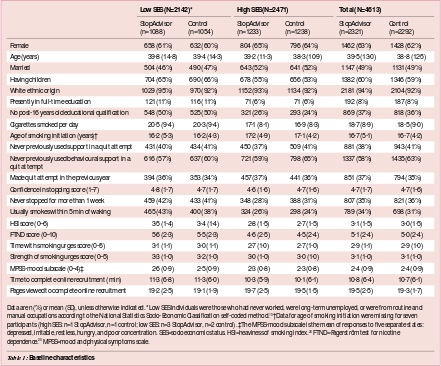 Low SES (N=2142)* High SES (N=2471) Total (N=4613)
StopAdvisor Control StopAdvisor Control StopAdvisor Control
(n=1088) (n=1054) (n=1233) (n=1238) (n=2321) (n=2292)
Female 658 (61%) 632 (60%) 804 (65%) 796 (64%) 1462 (63%) 1428 (62%)
Age (years) 39·8 (14·8) 39·4 (14·3) 39·2 (11·3) 38·3 (10·9) 39·5 (13·0) 38·8 (12·5)
Married 504 (46%) 490 (47%) 643 (52%) 641 (52%) 1147 (49%) 1131 (49%)
Having children 704 (65%) 690 (66%) 678 (55%) 656 (53%) 1382 (60%) 1346 (59%)
White ethnic origin 1029 (95%) 970 (92%) 1152 (93%) 1134 (92%) 2181 (94%) 2104 (92%)
Presently in full-time education 121 (11%) 116 (11%) 71 (6%) 71 (6%) 192 (8%) 187 (8%)
No post-16 years old educational qualification 548 (50%) 525 (50%) 321 (26%) 293 (24%) 869 (37%) 818 (36%)
Cigarettes smoked per day 20·6 (9·4) 20·3 (9·4) 17·1 (8·4) 16·9 (8·3) 18·7 (8·9) 18·5 (9·0)
Age of smoking initiation (years)† 16·2 (5·3) 16·2 (4·3) 17·2 (4·9) 17·1 (4·2) 16·7 (5·1) 16·7 (4·2)
Never previously used support in a quit attempt 431 (40%) 434 (41%) 450 (37%) 509 (41%) 881 (38%) 943 (41%)
Never previously used behavioural support in a 616 (57%) 637 (60%) 721 (59%) 798 (65%) 1337 (58%) 1435 (63%)
quit attempt
Made quit attempt in the previous year 394 (36%) 353 (34%) 457 (37%) 441 (36%) 851 (37%) 794 (35%)
Confidence in stopping score (1–7) 4·8 (1·7) 4·7 (1·7) 4·6 (1·6) 4·6 (1·6) 4·7 (1·7) 4·7 (1·6)
Never stopped for more than 1 week 459 (42%) 433 (41%) 348 (28%) 388 (31%) 807 (35%) 821 (36%)
Usually smokes within 5 min of waking 465 (43%) 400 (38%) 324 (26%) 298 (24%) 789 (34%) 698 (31%)
HSI score (0–6) 3·5 (1·4) 3·4 (1·4) 2·8 (1·5) 2·7 (1·5) 3·1 (1·5) 3·0 (1·5)
FTND score (0–10) 5·6 (2·3) 5·5 (2·3) 4·6 (2·5) 4·5 (2·4) 5·1 (2·4) 5·0 (2·4)
Time with smoking urges score (0–5) 3·1 (1·1) 3·0 (1·1) 2·7 (1·0) 2·7 (1·0) 2·9 (1·1) 2·9 (1·0)
Strength of smoking urges score (0–5) 3·3 (1·0) 3·2 (1·0) 3·0 (1·0) 3·0 (1·0) 3·1 (1·0) 3·1 (1·0)
MPSS mood subscale (0–4)‡ 2·6 (0·9) 2·5 (0·9) 2·3 (0·8) 2·3 (0·8) 2·4 (0·9) 2·4 (0·9)
Time to complete online recruitment (min) 11·3 (6·8) 11·3 (6·0) 10·3 (5·9) 10·1 (6·1) 10·8 (6·4) 10·7 (6·1)
Pages viewed to complete online recruitment 19·2 (2·5) 19·1 (1·9) 19·7 (2·5) 19·5 (1·5) 19·5 (2·5) 19·3 (1·7)
Data are n (%) or mean (SD), unless otherwise indicated. *Low SES individuals were those who had never worked, were long-term unemployed, or were from routine and
manual occupations according to the National Statistics Socio-Economic Classification self-coded method. †Data for age of smoking initiation were missing for seven
participants (high SES: n=1 StopAdvisor, n=1 control; low SES: n=3 StopAdvisor, n=2 control). ‡The MPSS mood subscale is the mean of responses to five separate states:
depressed, irritable, restless, hungry, and poor concentration. SES=socioeconomic status. HSI=heaviness of smoking index. FTND=Fagerström test for nicotine
dependence. MPSS=mood and physical symptoms scale.
Table 1: Baseline characteristics